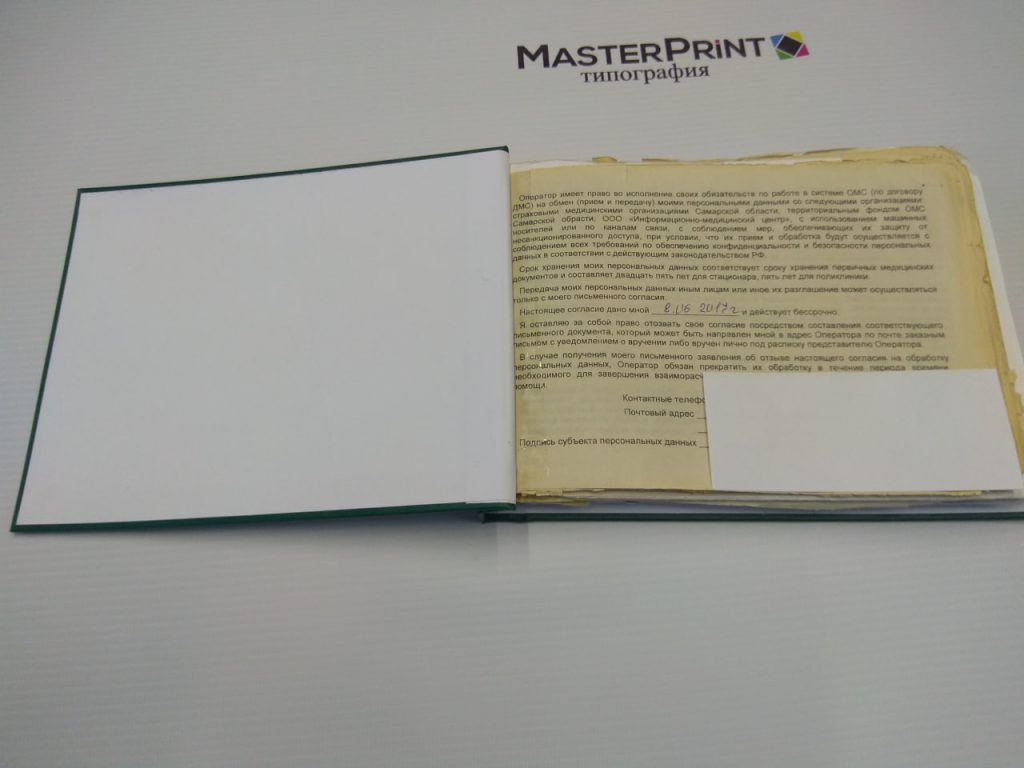 MASTERPRINT
типография
Оператор имеет право во исполнение своих обязательств по работе в системе ОМС (по договору
ДМС) на обмен (прием и передачу) моими персональными данными со следующими организациями
страховыми медицинскими организациями Самарской области, территориальным фондом ОМС
Самарской области, ООО «Информационно-медицинский центр», с использованием машинных
носителей или по каналам связи, с соблюдением мер, обеспечивающих их защиту от
несанкционированного доступа, при условии, что их прием и обработка будут осуществляется с
соблюдением всех требований по обеспечению конфиденциальности и безопасности персональных
данных в соответствии с действующим законодательством РФ.
Срок хранения моих персональных данных соответствует сроку хранения первичных медицинских
документов и составляет двадцать пять лет для стационара, пять лет для поликлиники.
Передача моих персональных данных иным лицам или иное их разглашение может осуществляться
только с моего письменного согласия.
Настоящее согласие дано мной 8.06 2017 г и действует бессрочно.
Я оставляю за собой право отозвать свое согласие посредством составления соответствующего
письменного документа, который может быть направлен мной в адрес Оператора по почте заказным
письмом с уведомлением о вручении либо вручен лично под расписку представителю Оператора.
В случае получения моего письменного заявления об отзыве настоящего согласия на обработку
персональных данных, Оператор обязан прекратить их обработку в течение периода времени
необходимого для завершения взаиморасч
помощи.
Контактные телефо
Почтовый адрес
Подпись субъекта персональных данных